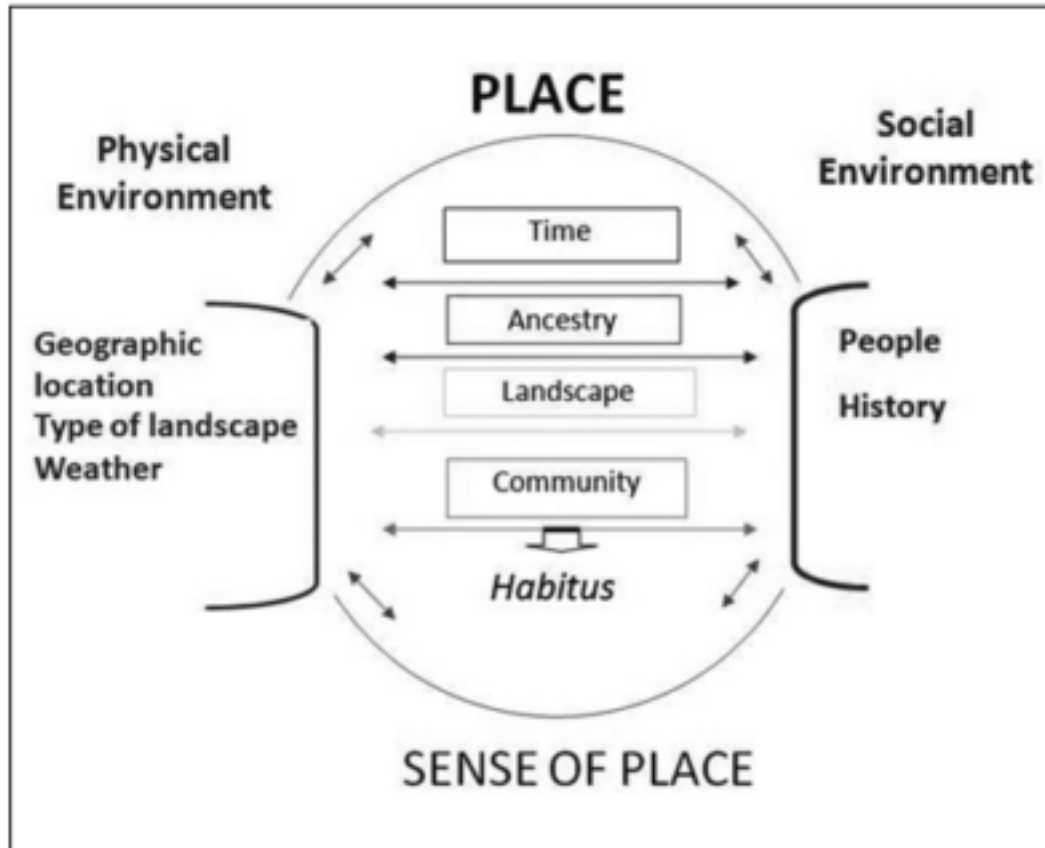 PLACE
Physical
Environment
Social
Environment
Time
Ancestry
Landscape
Community
Habitus
Geographic
location
Type of landscape
Weather
People
History
SENSE OF PLACE